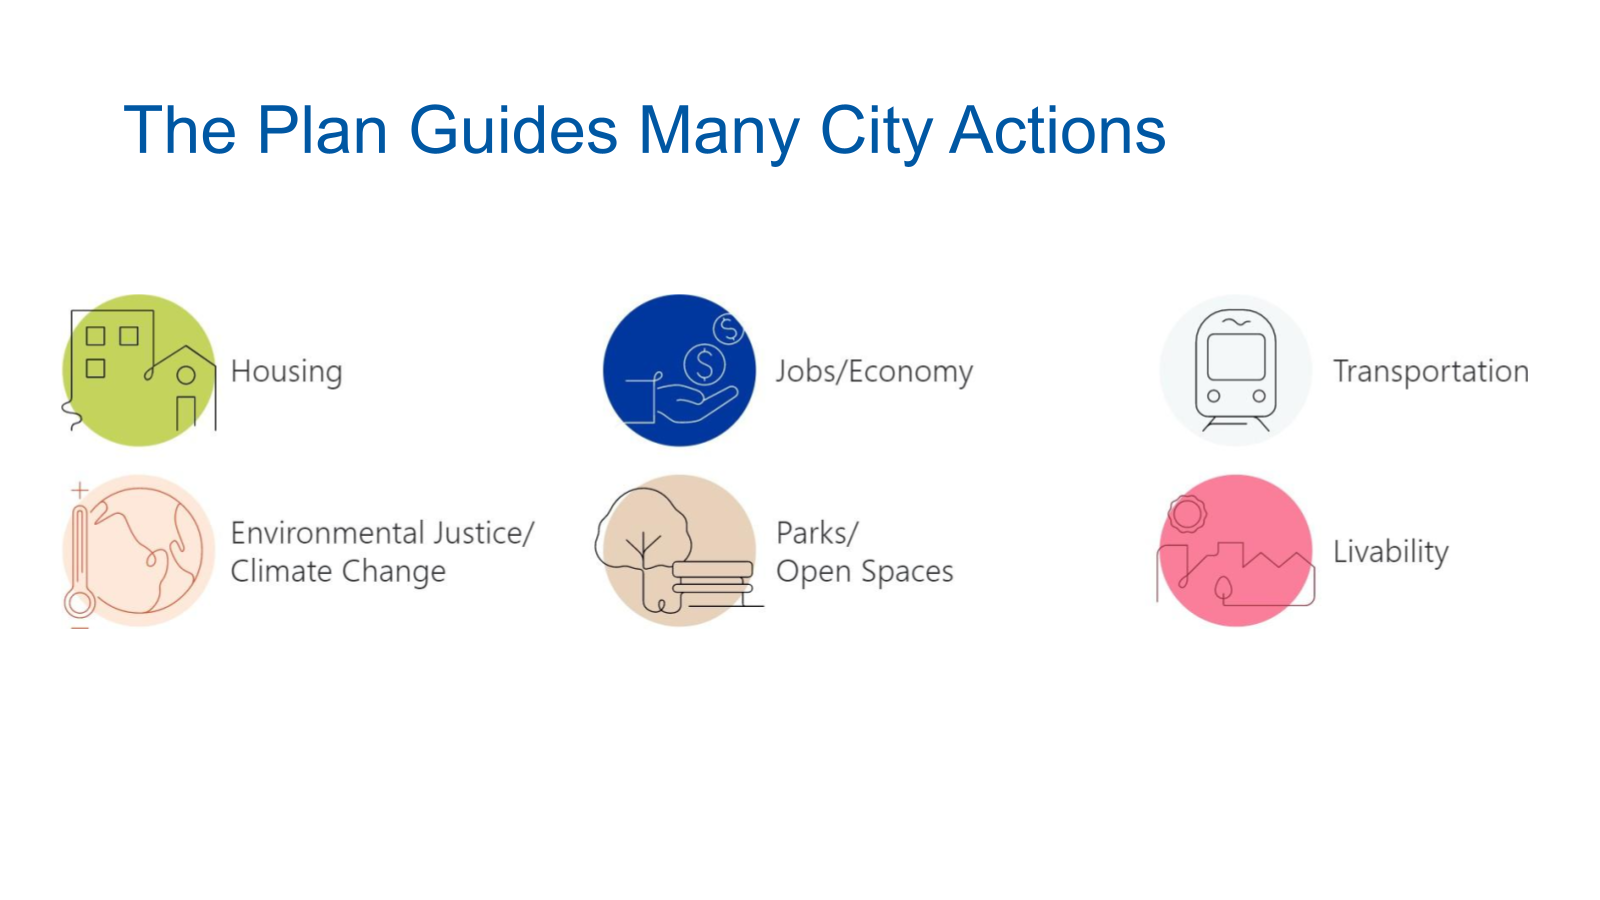 The Plan Guides Many City Actions
Housing
Jobs/Economy
Transportation
Environmental Justice/
Climate Change
Parks/
Open Spaces
Livability